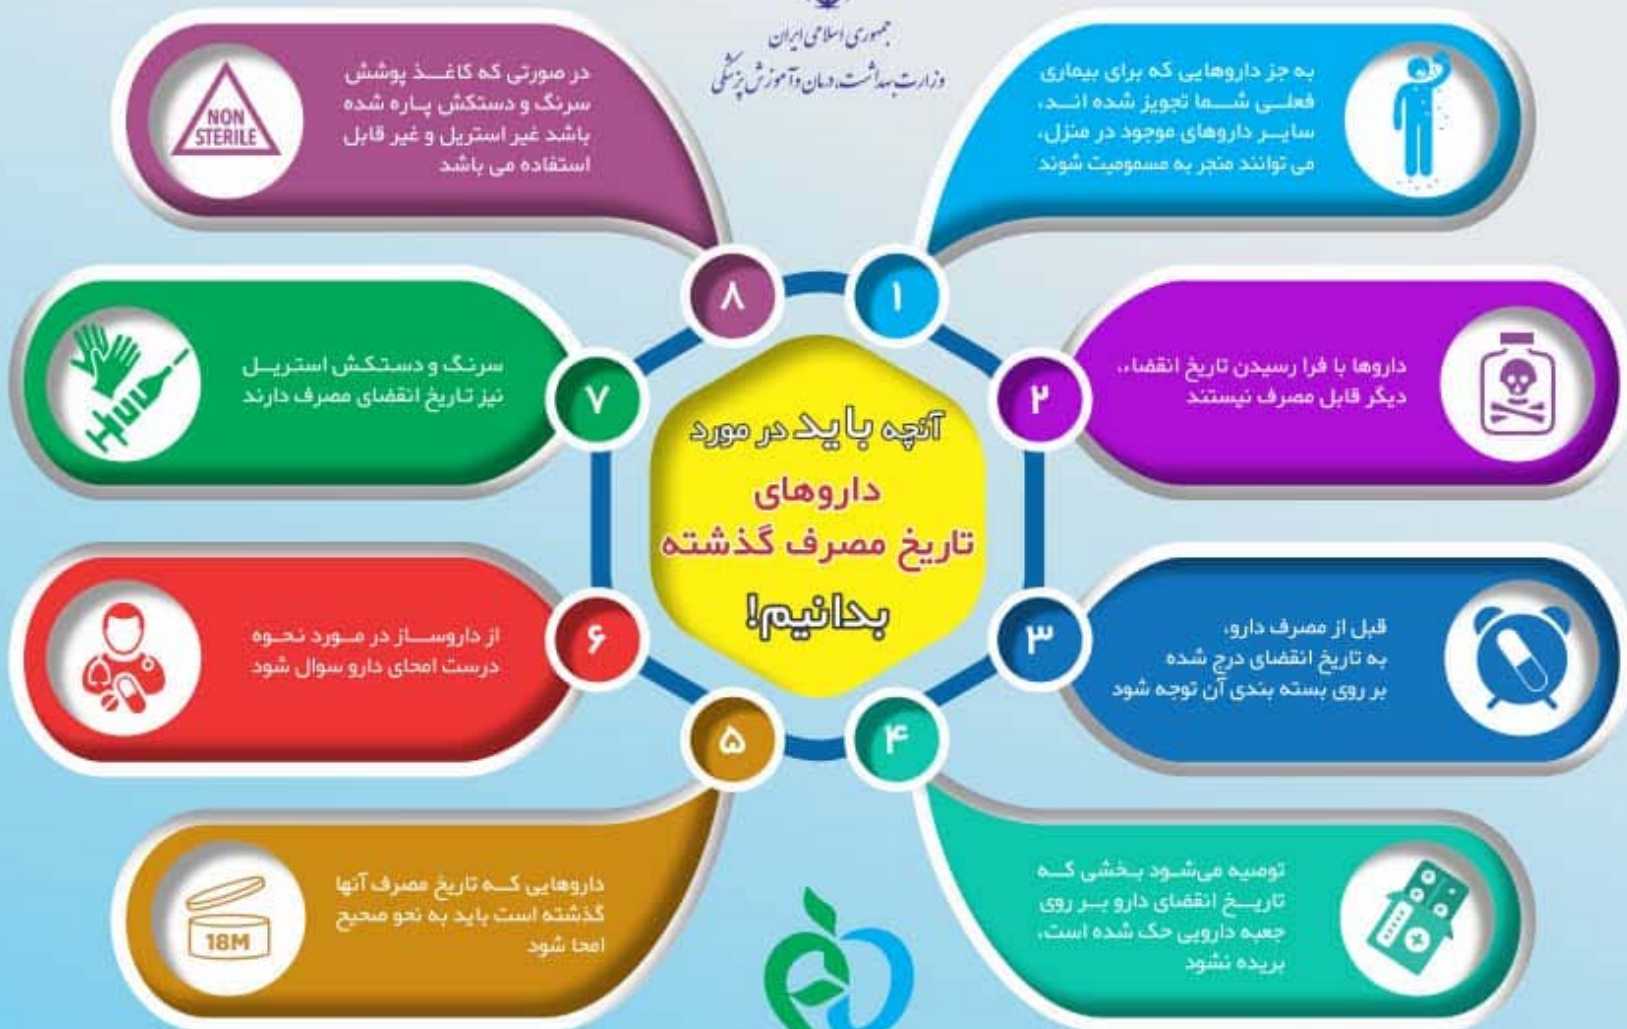 جمهوری اسلامی ایران
وزارت بهداشت، درمان و آموزش پزشکی
آنچه باید در مورد
داروهای
تاریخ مصرف گذشته
بدانیم!
۱
به جز داروهایی که برای بیماری
فعلی شما تجویز شده اند،
سایر داروهای موجود در منزل،
می توانند منجر به مسمومیت شوند
۲
داروها با فرا رسیدن تاریخ انقضاء،
دیگر قابل مصرف نیستند
۳
قبل از مصرف دارو،
به تاریخ انقضای درج شده
بر روی بسته بندی آن توجه شود
۴
توصیه می‌شود بخشی که
تاریخ انقضای دارو بر روی
جعبه دارویی حک شده است،
بریده نشود
۵
داروهایی که تاریخ مصرف آنها
گذشته است باید به نحو صحیح
امحا شود
18M
۶
از داروساز در مورد نحوه
درست امحای دارو سوال شود
۷
سرنگ و دستکش استریل
نیز تاریخ انقضای مصرف دارند
۸
در صورتی که کاغذ پوشش
سرنگ و دستکش پاره شده
باشد غیر استریل و غیر قابل
استفاده می باشد
NON
STERILE